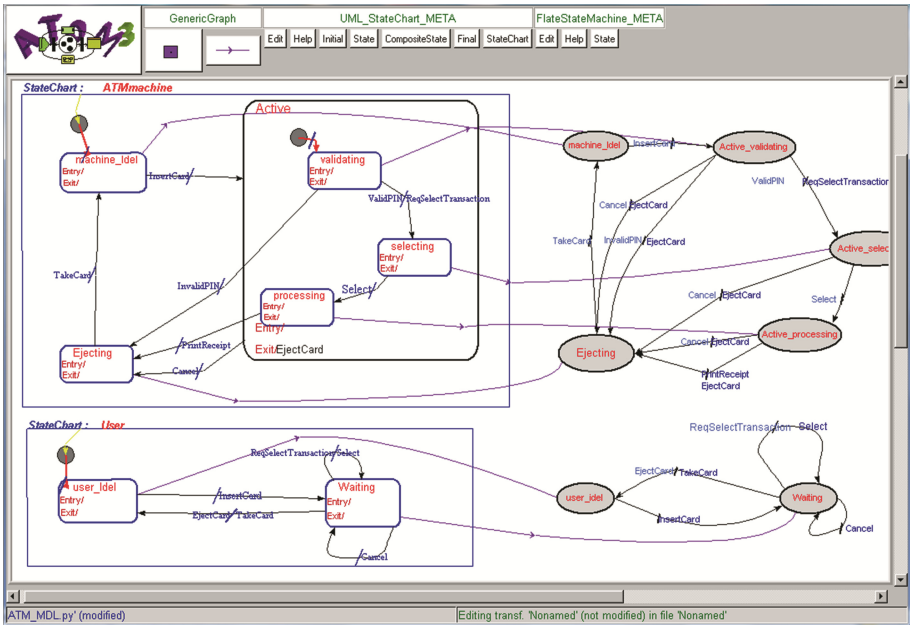 AToM3
GenericGraph
UML_StateChart_META
FlateStateMachine_META
Edit Help Initial State CompositeState Final StateChart Edit Help State
StateChart : ATMmachine
Active
machine_Idel
Entry/
Exit/
InsertCard/
validating
Entry/
Exit/
ValidPIN/ReqSelectTransaction
selecting
Entry/
Exit/
Select/
processing
Entry/
Exit/
Entry/
Exit/EjectCard
TakeCard/
InvalidPIN/
/PrintReceipt
Cancel/
Ejecting
Entry/
Exit/
machine_Idel
InsertCard/
Active_validating
ValidPIN
/ReqSelectTransaction
Cancel /EjectCard
TakeCard/
InvalidPIN /EjectCard
Active_selec
Cancel /EjectCard
Select /
Active_processing
Cancel /EjectCard
Ejecting
/PrintReceipt
EjectCard
StateChart : User
user_Idel
Entry/
Exit/
/InsertCard
EjectCard/TakeCard
ReqSelectTransaction/Select
Waiting
Entry/
Exit/
/Cancel
ReqSelectTransaction / Select
EjectCard/TakeCard
user_idel
/InsertCard
Waiting
/Cancel
ATM_MDL.py' (modified)
Editing transf. 'Nonamed' (not modified) in file 'Nonamed'